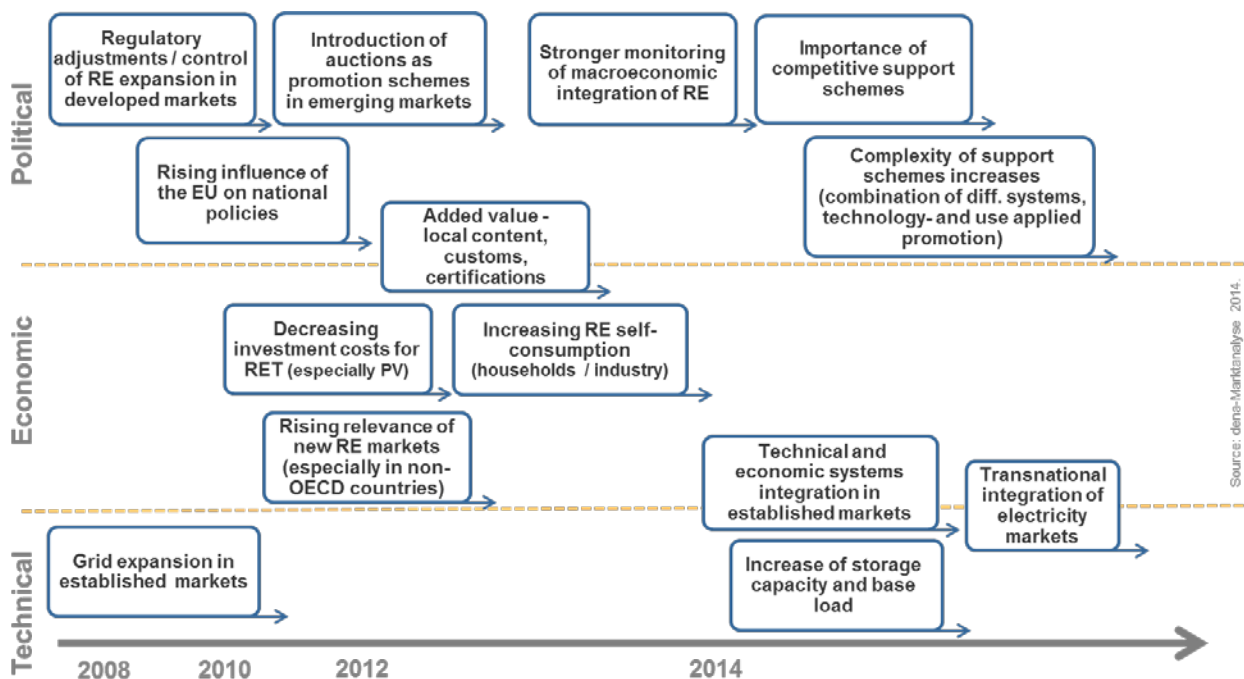 Political
Regulatory
adjustments / control
of RE expansion in
developed markets
Introduction of
auctions as
promotion schemes
in emerging markets
Stronger monitoring
of macroeconomic
integration of RE
Importance of
competitive support
schemes
Rising influence of
the EU on national
policies
Complexity of support
schemes increases
(combination of diff. systems,
technology- and use applied
promotion)
Added value -
local content,
customs,
certifications
Economic
Decreasing
investment costs for
RET (especially PV)
Increasing RE self-
consumption
(households / industry)
Rising relevance of
new RE markets
(especially in non-
OECD countries)
Technical and
economic systems
integration in
established markets
Transnational
integration of
electricity
markets
Technical
Grid expansion in
established markets
Increase of storage
capacity and base
load
2008
2010
2012
2014
Source: dena-Marktanalyse 2014.